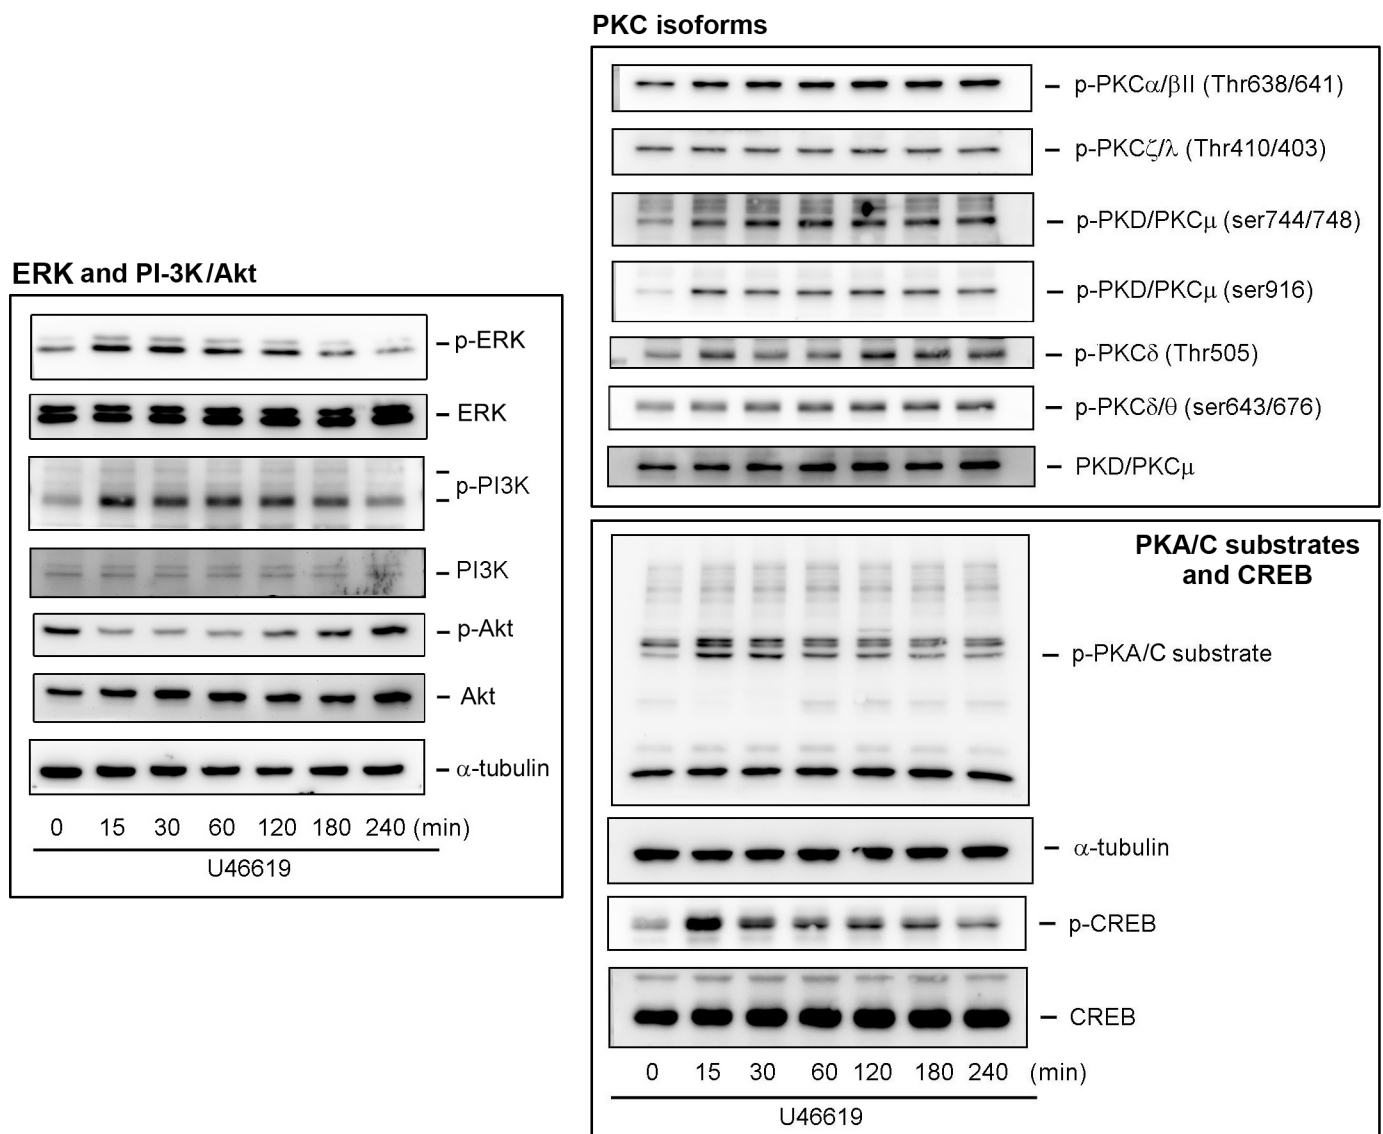 PKC isoforms
p-PKCα/βII (Thr638/641)
p-PKCζ/λ (Thr410/403)
p-PKD/PKCμ (ser744/748)
p-PKD/PKCμ (ser916)
p-PKCδ (Thr505)
p-PKCδ/θ (ser643/676)
PKD/PKCμ
ERK and PI-3K/Akt
p-ERK
ERK
p-PI3K
PI3K
p-Akt
Akt
α-tubulin
0 15 30 60 120 180 240 (min)
U46619
PKA/C substrates
and CREB
p-PKA/C substrate
α-tubulin
p-CREB
CREB
0 15 30 60 120 180 240 (min)
U46619